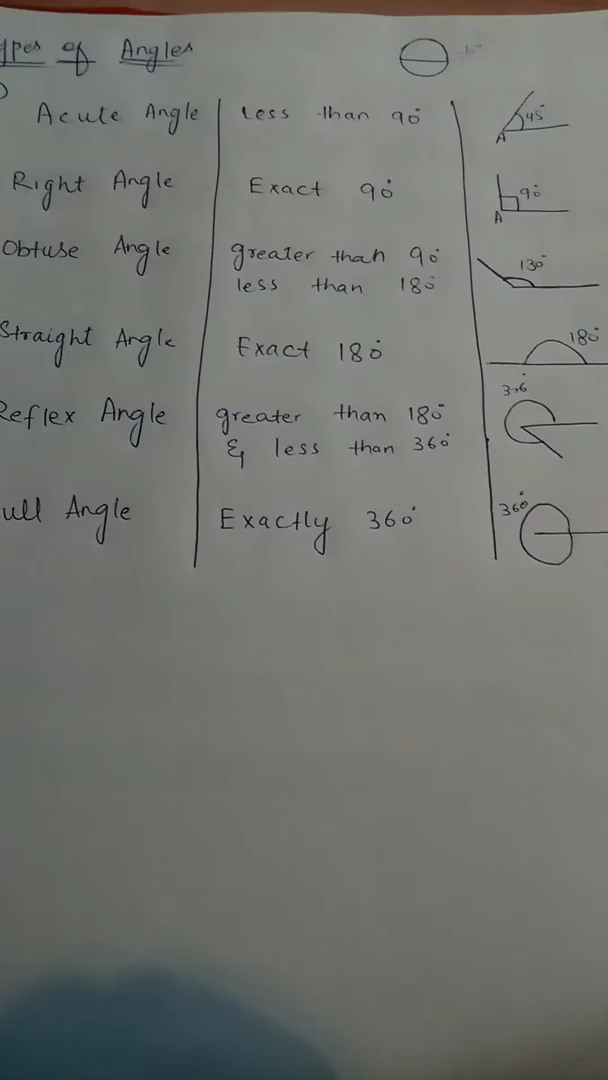 ypes of Angles
Acute Angle less than 90°
45°
A
Right Angle Exact 90°
90°
A
Obtuse Angle greater than 90°
less than 180
130°
Straight Angle Exact 180
180
Reflex Angle greater than 180°
& less than 360°
ull Angle Exactly 360°
360